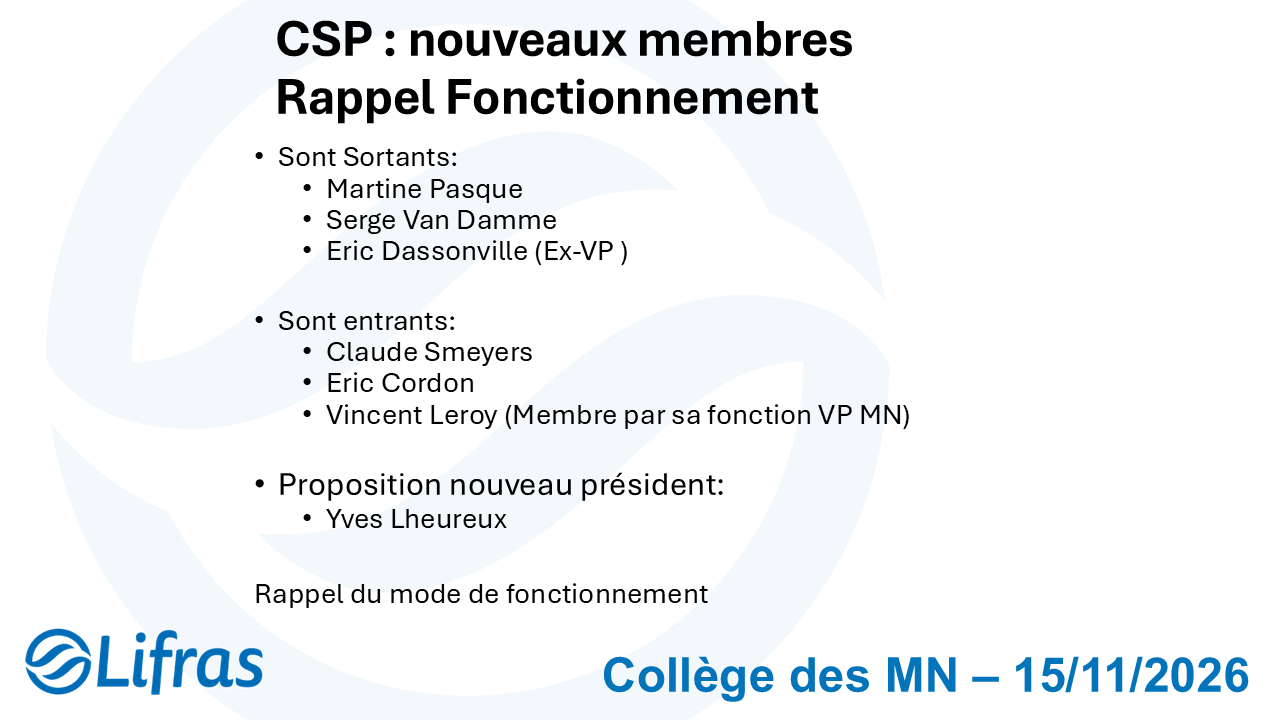 CSP : nouveaux membres
Rappel Fonctionnement
• Sont Sortants:
• Martine Pasque
• Serge Van Damme
• Eric Dassonville (Ex-VP )
• Sont entrants:
• Claude Smeyers
• Eric Cordon
• Vincent Leroy (Membre par sa fonction VP MN)
• Proposition nouveau président:
• Yves Lheureux
Rappel du mode de fonctionnement
Lifras
Collège des MN – 15/11/2026